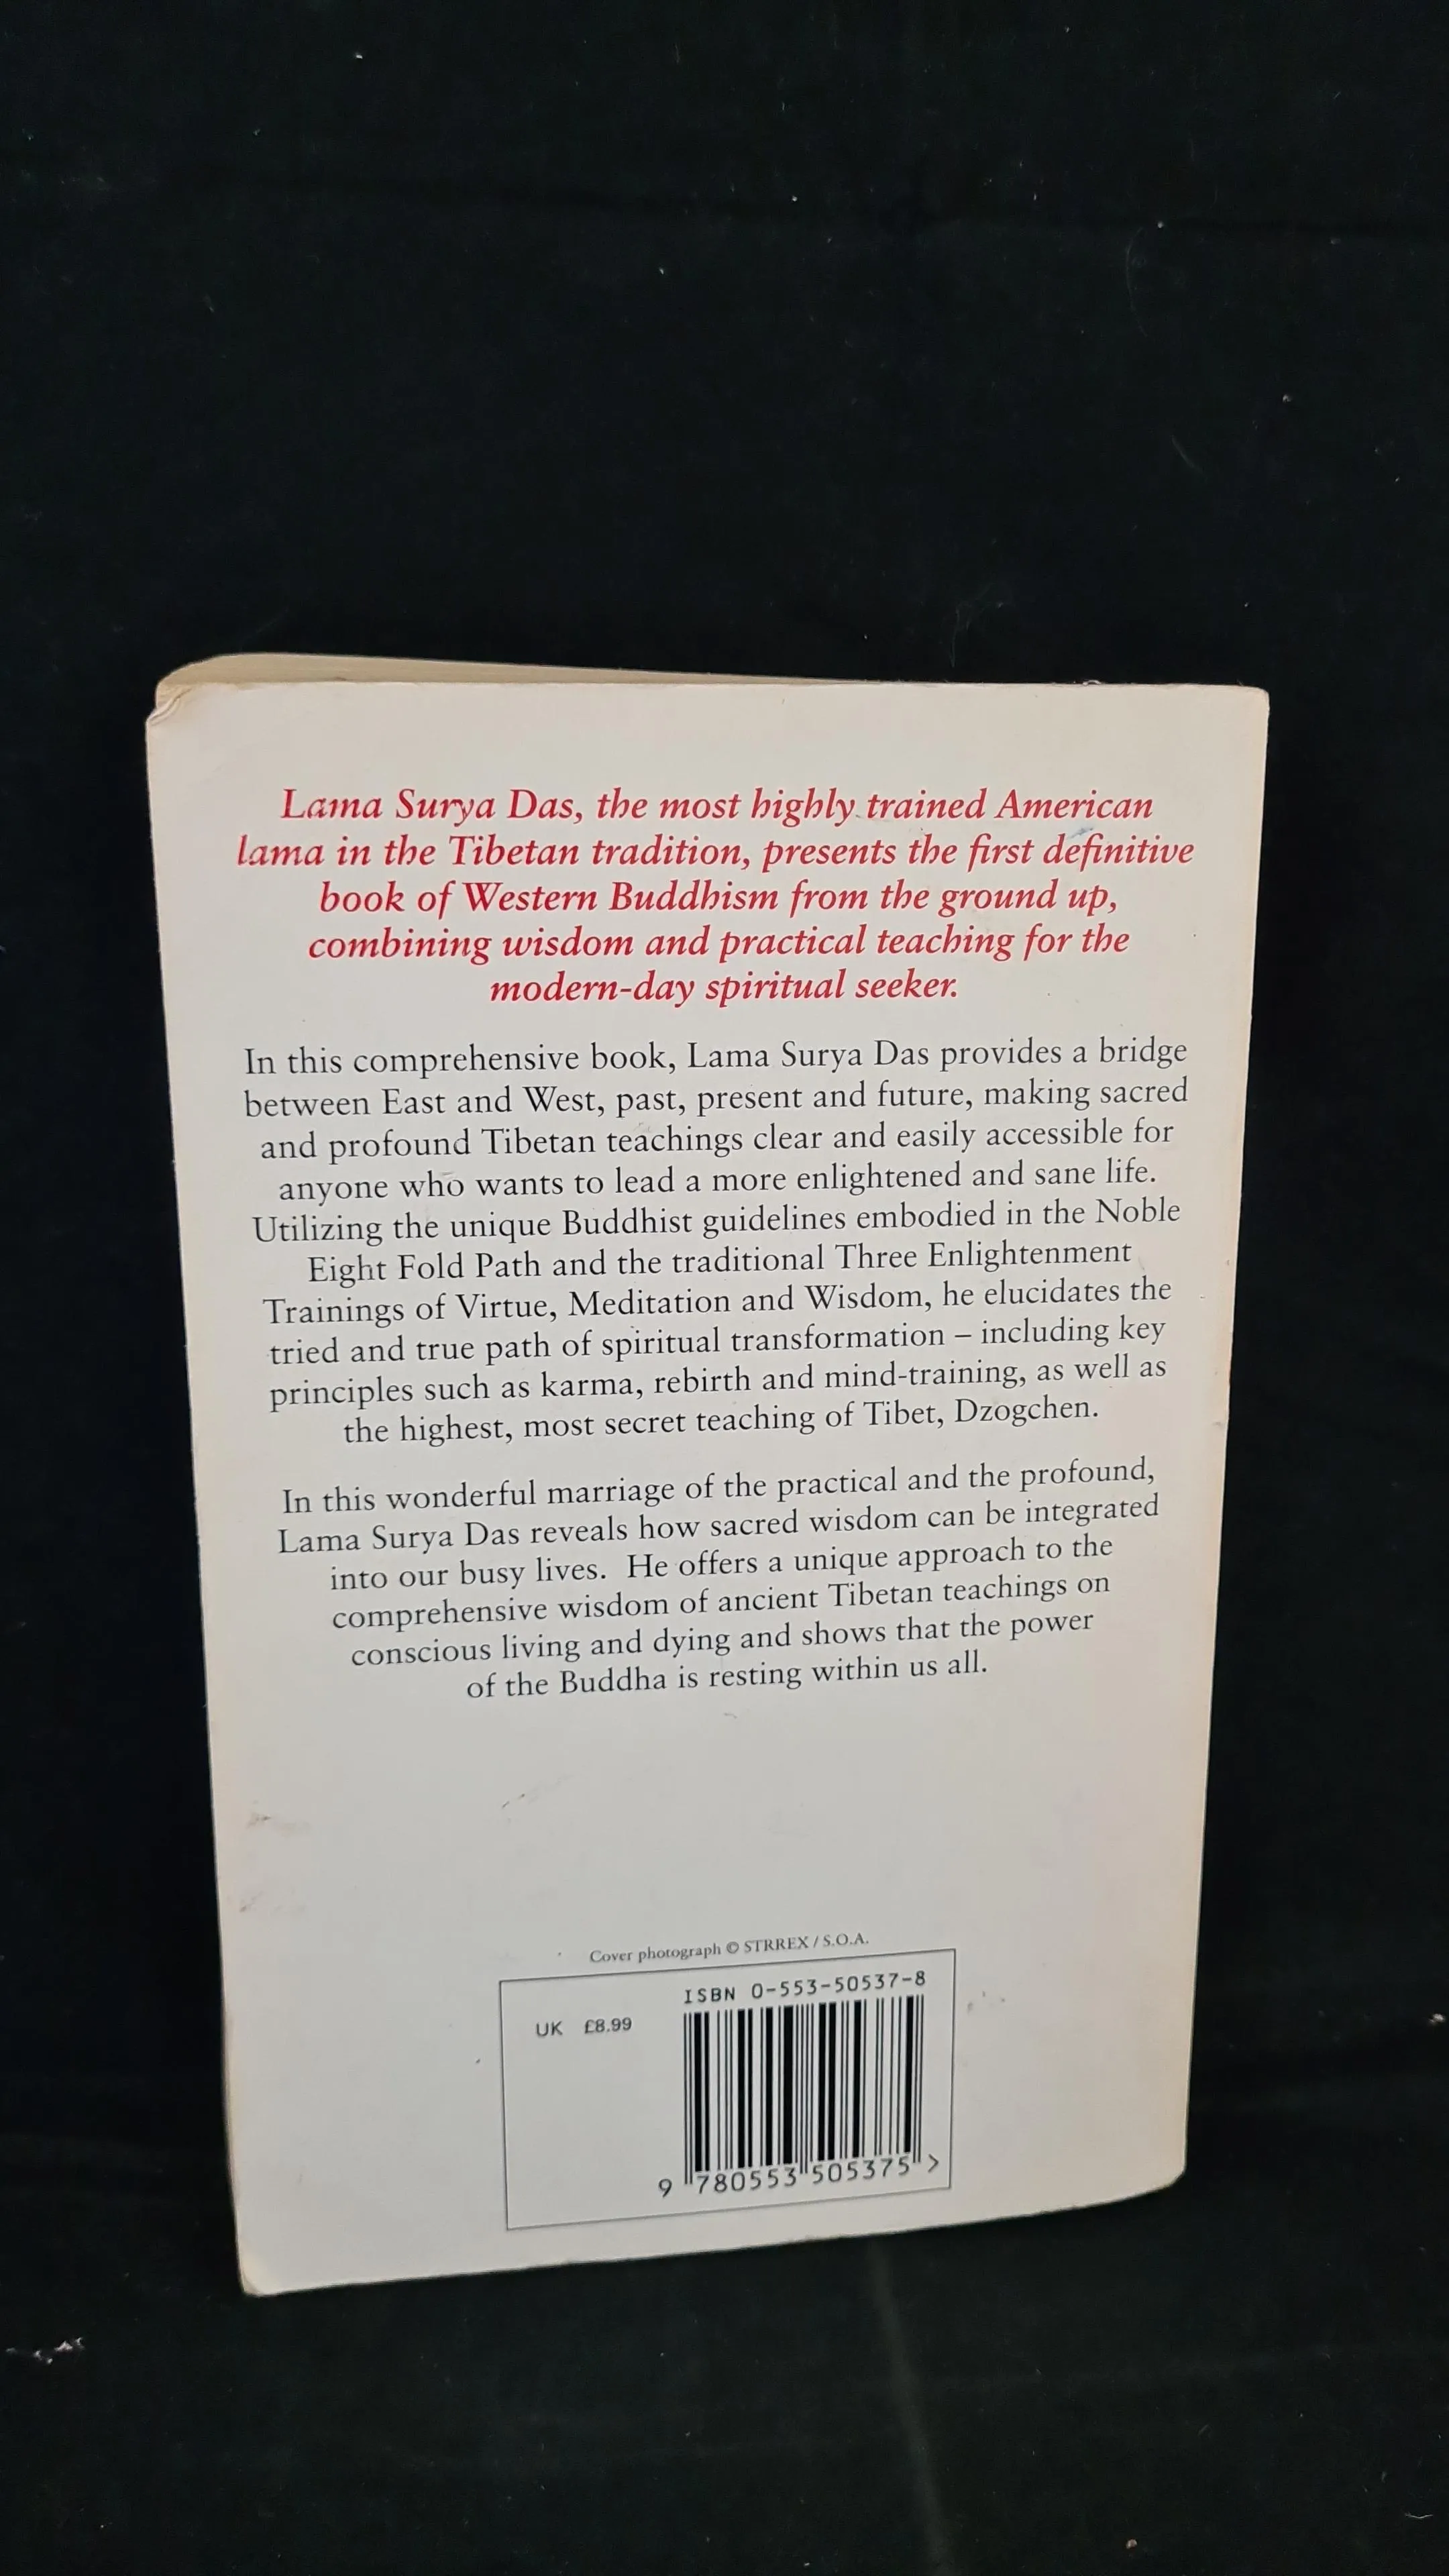 Lama Surya Das, the most highly trained American
lama in the Tibetan tradition, presents the first definitive
book of Western Buddhism from the ground up,
combining wisdom and practical teaching for the
modern-day spiritual seeker.
In this comprehensive book, Lama Surya Das provides a bridge
between East and West, past, present and future, making sacred
and profound Tibetan teachings clear and easily accessible for
anyone who wants to lead a more enlightened and sane life.
Utilizing the unique Buddhist guidelines embodied in the Noble
Eight Fold Path and the traditional Three Enlightenment
Trainings of Virtue, Meditation and Wisdom, he elucidates the
tried and true path of spiritual transformation – including key
principles such as karma, rebirth and mind-training, as well as
the highest, most secret teaching of Tibet, Dzogchen.
In this wonderful marriage of the practical and the profound,
Lama Surya Das reveals how sacred wisdom can be integrated
into our busy lives. He offers a unique approach to the
comprehensive wisdom of ancient Tibetan teachings on
conscious living and dying and shows that the power
of the Buddha is resting within us all.
Cover photograph © STRREX / S.O.A.
ISBN 0-553-50537-8
UK £8.99
9 780553 505375 >